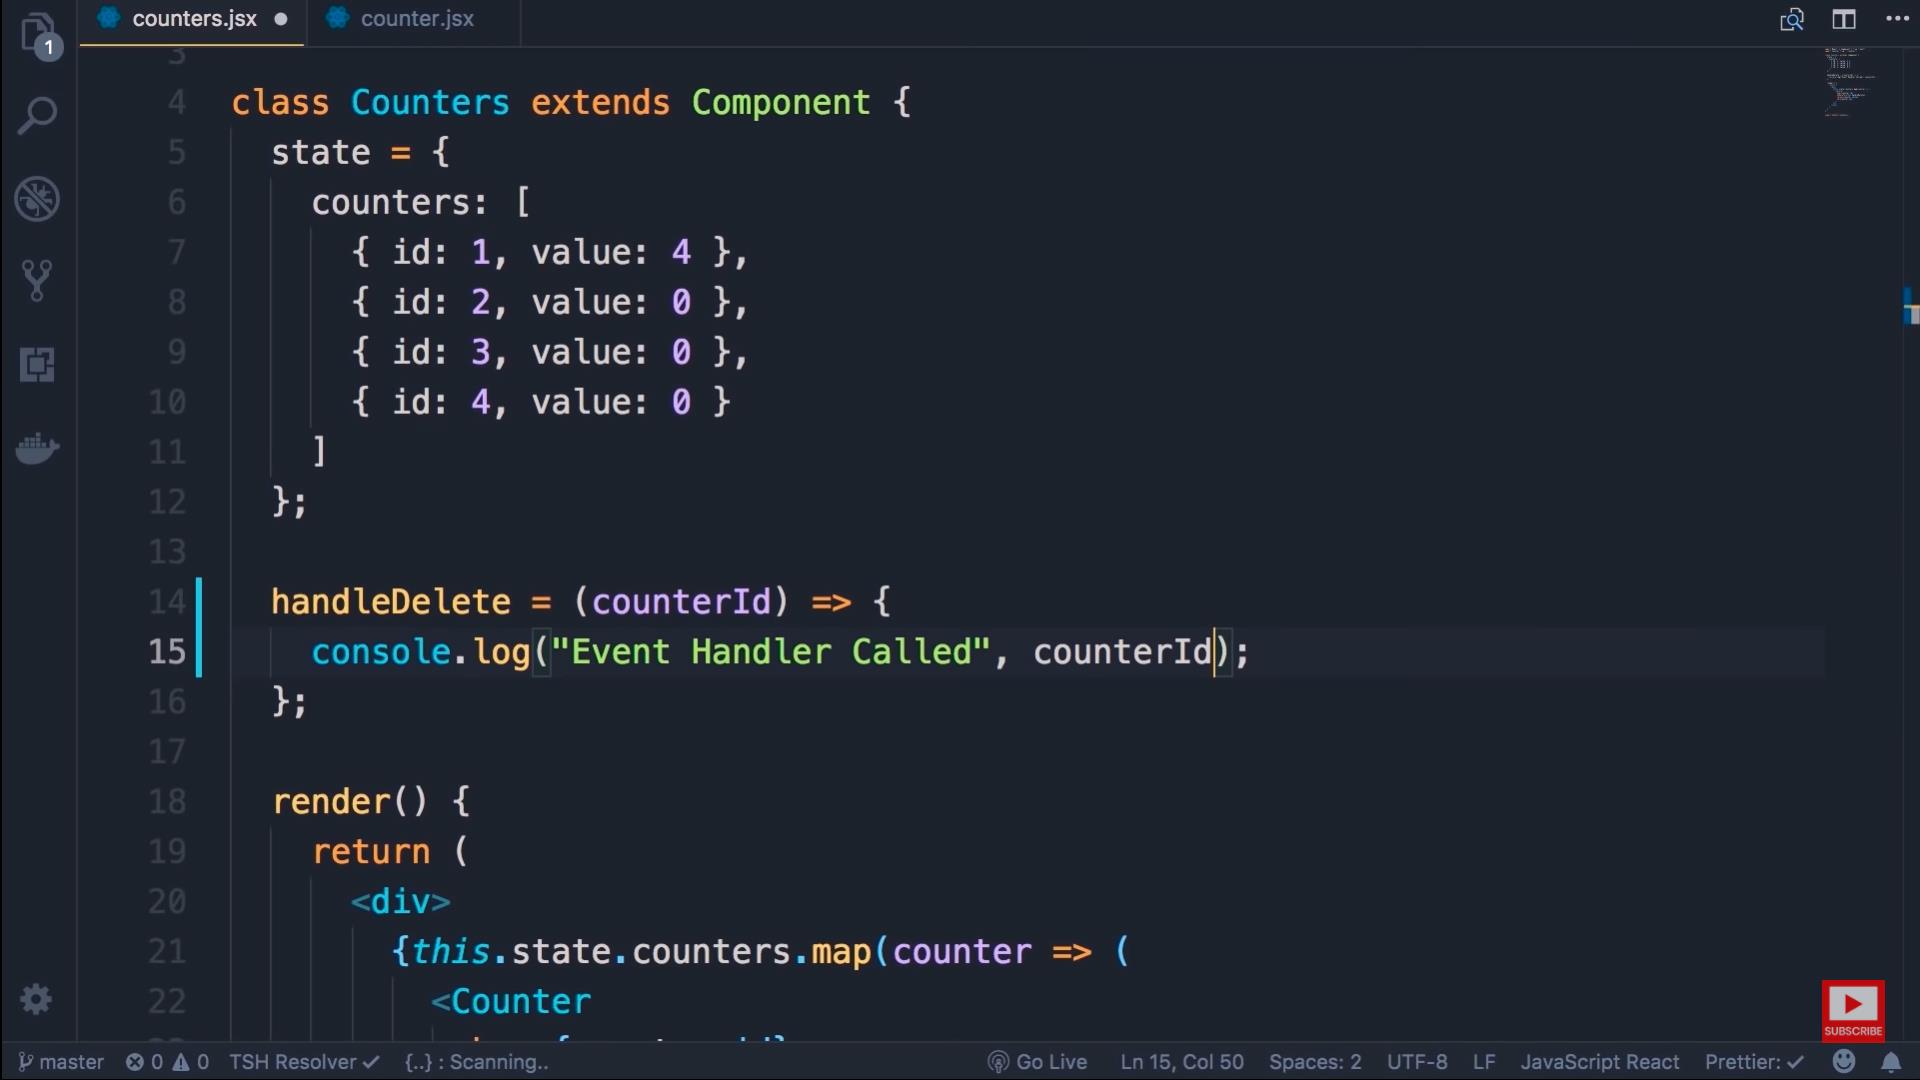 counters.jsx
counter.jsx
1
3
4 class Counters extends Component {
5 state = {
6 counters: [
7 { id: 1, value: 4 },
8 { id: 2, value: 0 },
9 { id: 3, value: 0 },
10 { id: 4, value: 0 }
11 ]
12 };
13
14 handleDelete = (counterId) => {
15 console.log("Event Handler Called", counterId);
16 };
17
18 render() {
19 return (
20 <div>
21 {this.state.counters.map(counter => (
22 <Counter
SUBSCRIBE
master 0 0 TSH Resolver ✓ {..} : Scanning.. Go Live Ln 15, Col 50 Spaces: 2 UTF-8 LF JavaScript React Prettier: ✓